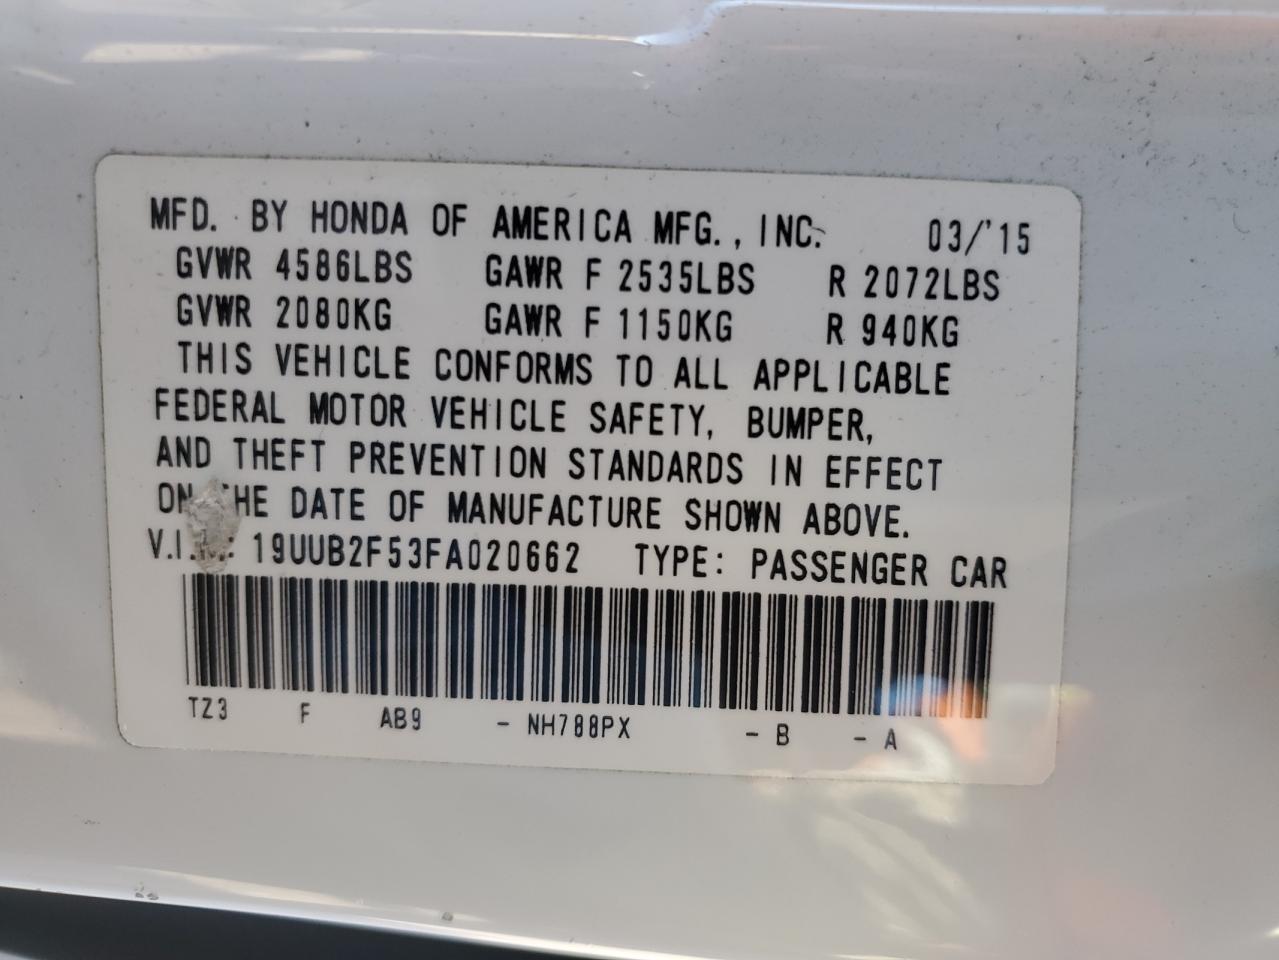 MFD. BY HONDA OF AMERICA MFG., INC. 03/'15
GVWR 4586LBS GAWR F 2535LBS R 2072LBS
GVWR 2080KG GAWR F 1150KG R 940KG
THIS VEHICLE CONFORMS TO ALL APPLICABLE
FEDERAL MOTOR VEHICLE SAFETY, BUMPER,
AND THEFT PREVENTION STANDARDS IN EFFECT
ON THE DATE OF MANUFACTURE SHOWN ABOVE.
V.I.N: 19UUB2F53FA020662 TYPE: PASSENGER CAR
TZ3 F AB9 - NH788PX - B - A